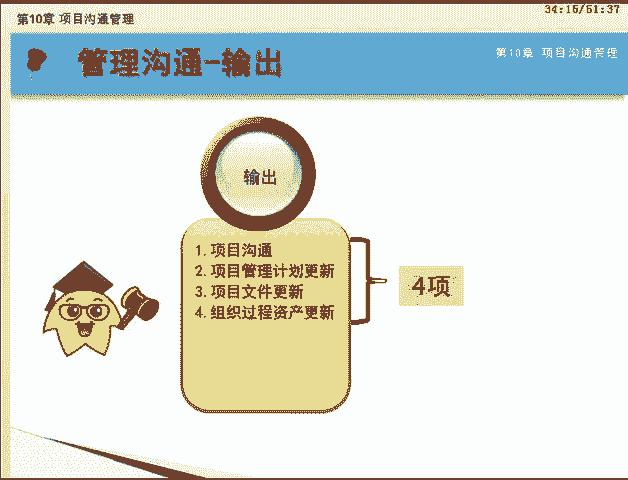 第10章 项目沟通管理
34:15/51:37
管理沟通-输出
第10章 项目沟通管理
输出
1.项目沟通
2.项目管理计划更新
3.项目文件更新
4.组织过程资产更新
4项